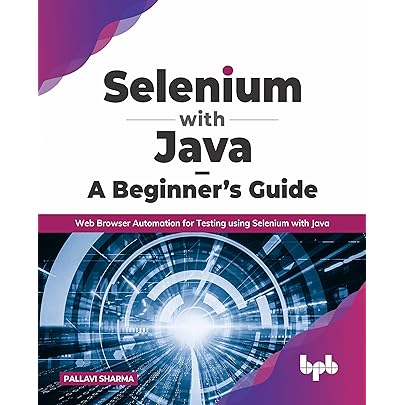 Selenium
with
Java
–
A Beginner's Guide
Web Browser Automation for Testing using Selenium with Java
PALLAVI SHARMA
bpb